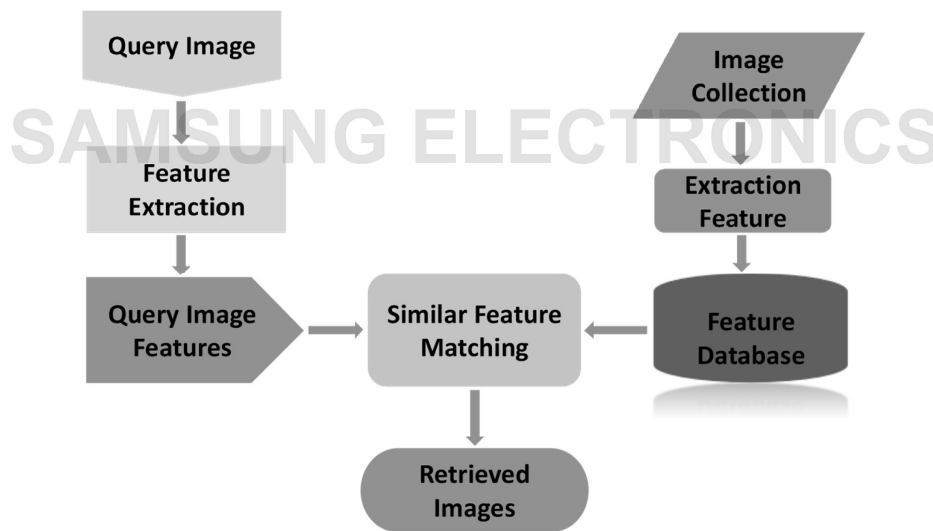 Query Image
Image
Collection
SAMSUNG ELECTRONICS
Feature
Extraction
Extraction
Feature
Query Image
Features
Similar Feature
Matching
Feature
Database
Retrieved
Images